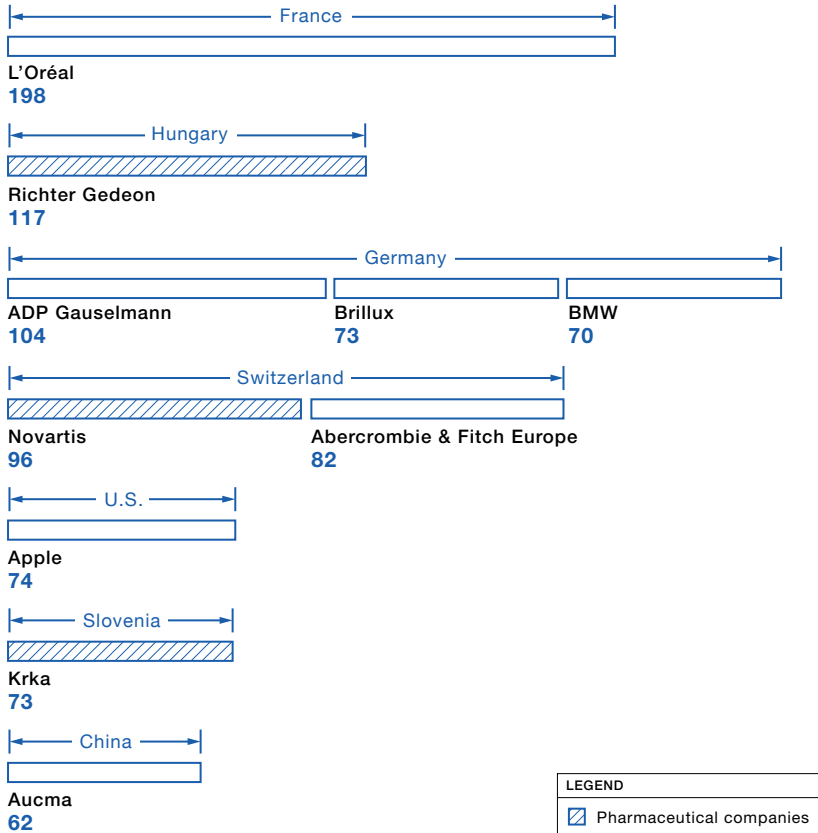 France
L’Oréal
198
Hungary
Richter Gedeon
117
Germany
ADP Gauselmann
104
Brillux
73
BMW
70
Switzerland
Novartis
96
Abercrombie & Fitch Europe
82
U.S.
Apple
74
Slovenia
Krka
73
China
Aucma
62
LEGEND
Pharmaceutical companies